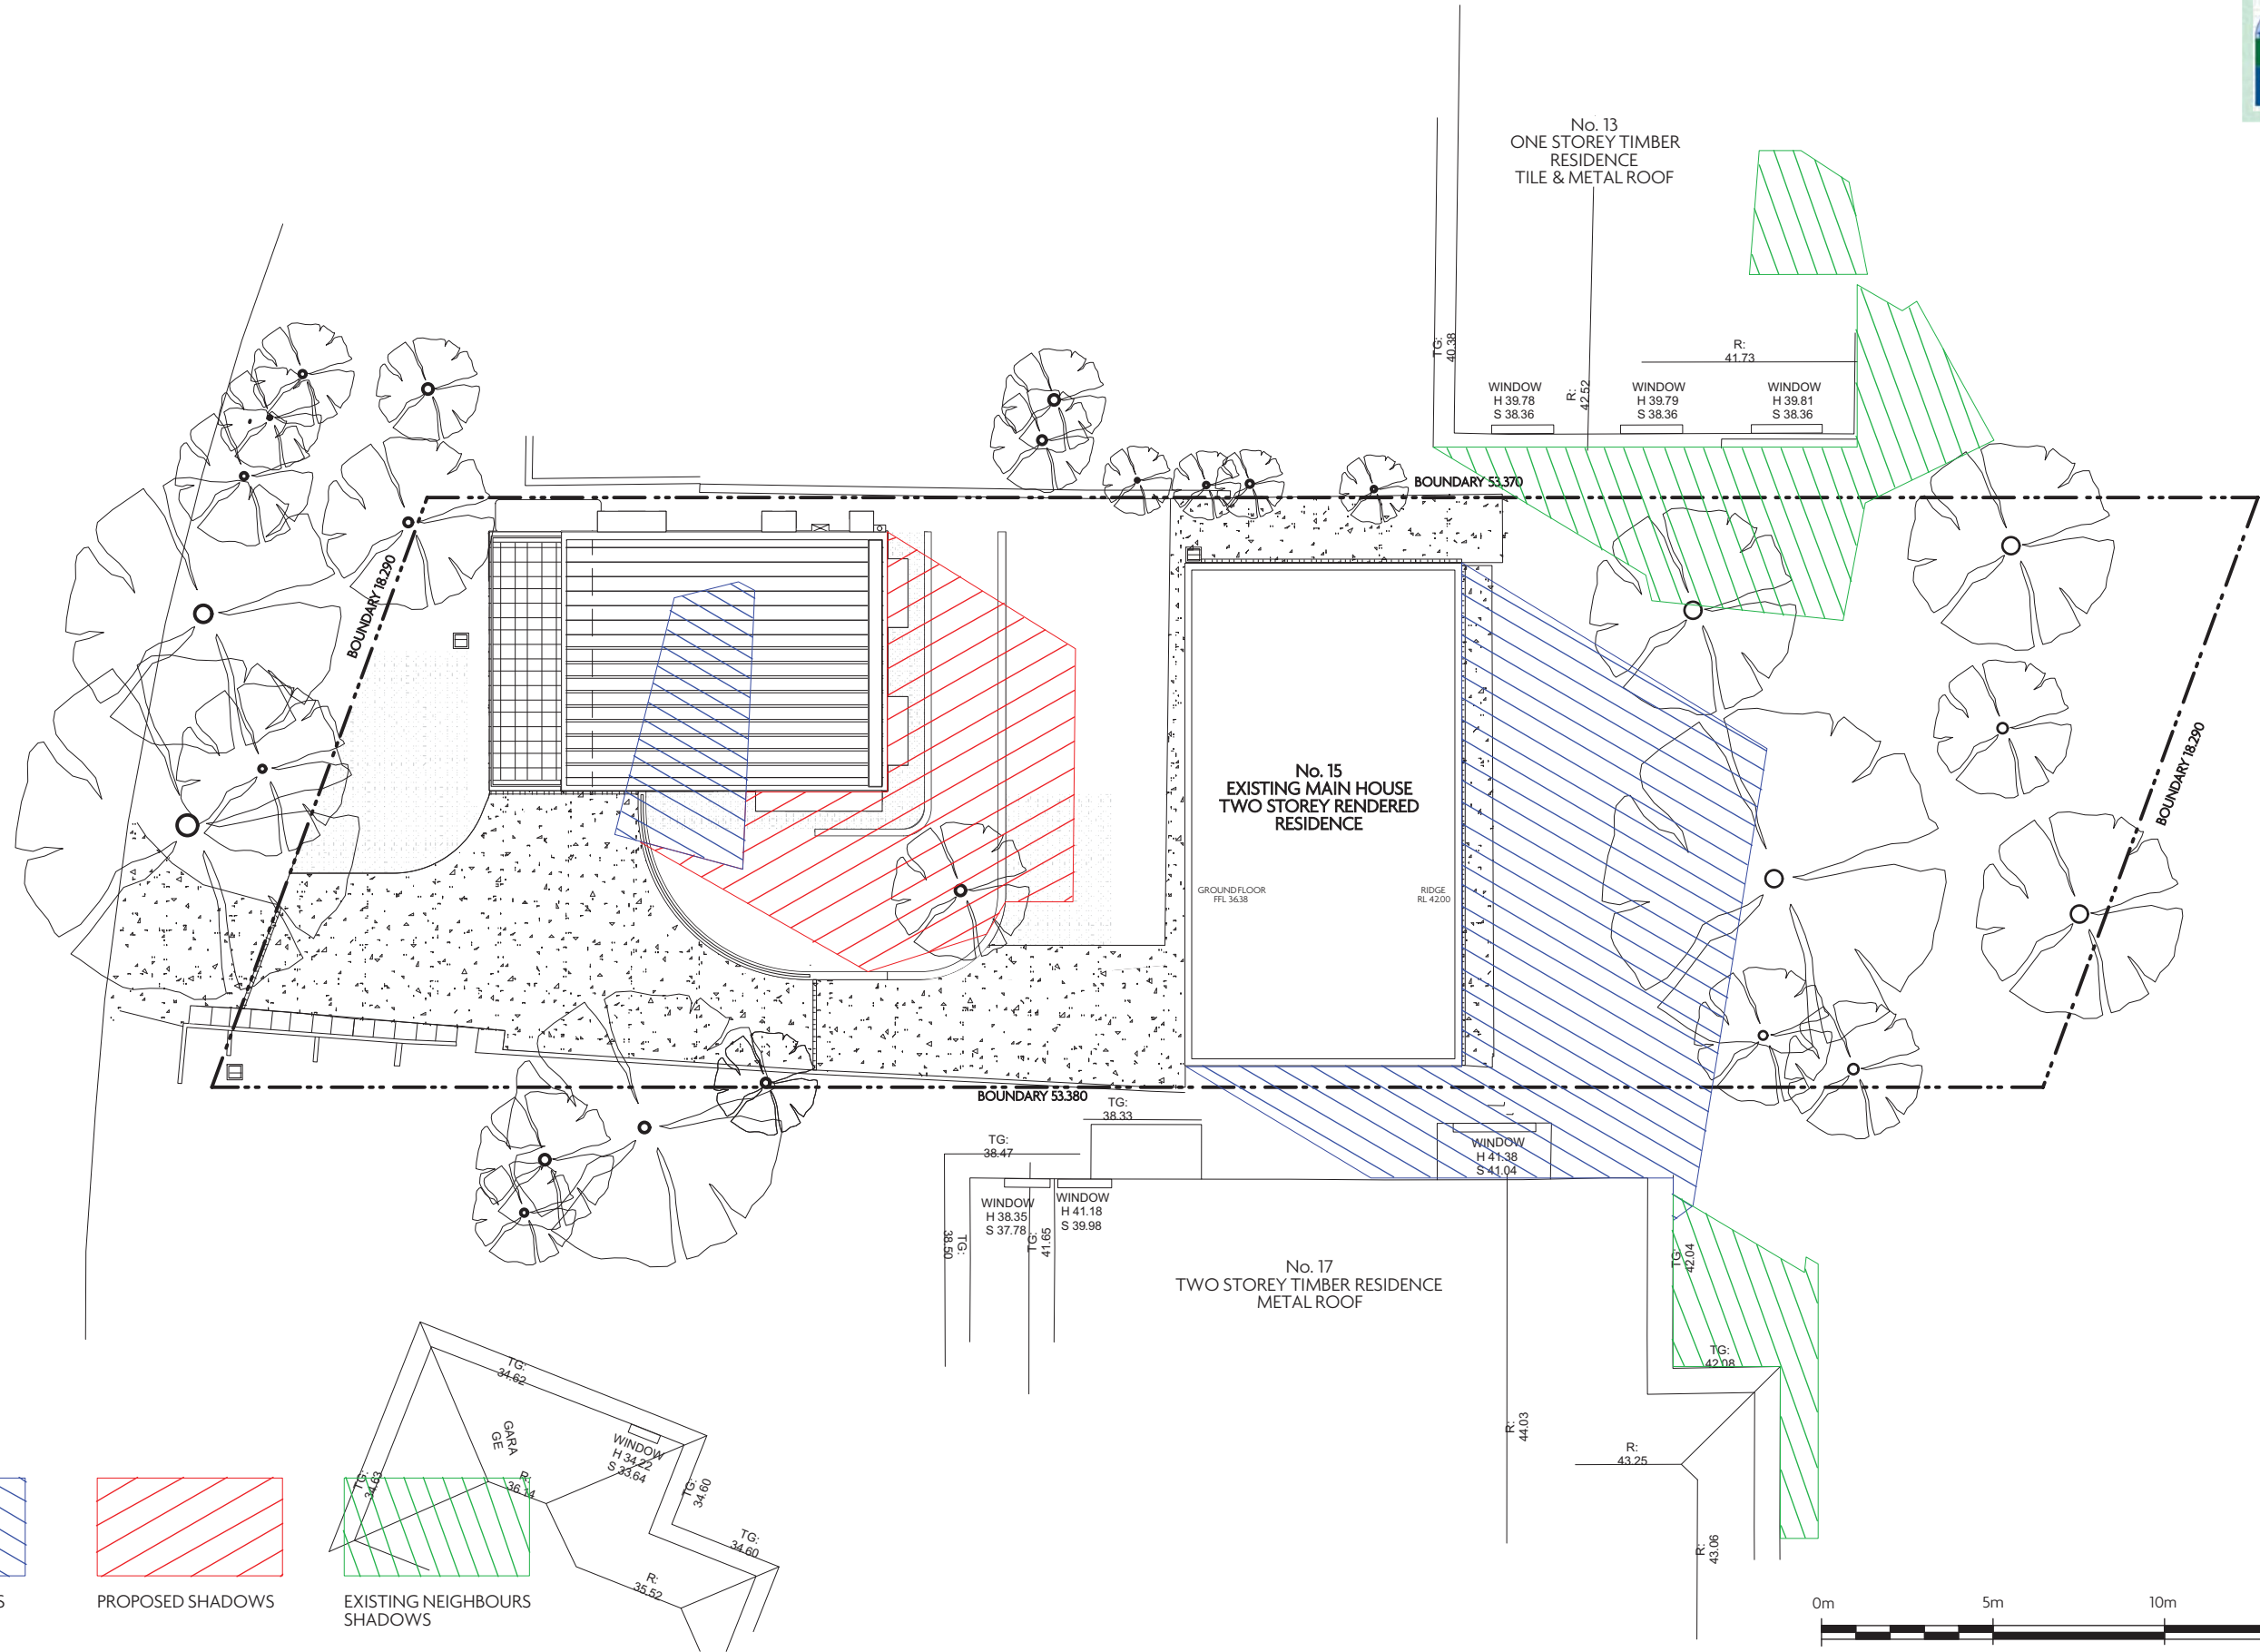 No. 13
ONE STOREY TIMBER
RESIDENCE
TILE & METAL ROOF
TG:
40.38
R:
41.73
R:
42.52
WINDOW
H 39.78
S 38.36
WINDOW
H 39.79
S 38.36
WINDOW
H 39.81
S 38.36
BOUNDARY 53.370
BOUNDARY 18.290
BOUNDARY 18.290
No. 15
EXISTING MAIN HOUSE
TWO STOREY RENDERED
RESIDENCE
GROUND FLOOR
FFL 36.38
RIDGE
RL 42.00
BOUNDARY 53.380
TG:
38.33
TG:
38.47
WINDOW
H 41.38
S 41.04
WINDOW
H 38.35
S 37.78
WINDOW
H 41.18
S 39.98
TG:
38.50
TG:
41.65
TG:
42.04
No. 17
TWO STOREY TIMBER RESIDENCE
METAL ROOF
TG:
42.08
R:
44.03
R:
43.25
R:
43.06
TG:
34.62
GARA
GE
WINDOW
H 34.22
S 33.64
TG:
34.63
R:
36.14
TG:
34.60
TG:
34.60
R:
35.52
S
PROPOSED SHADOWS
EXISTING NEIGHBOURS
SHADOWS
0m
5m
10m